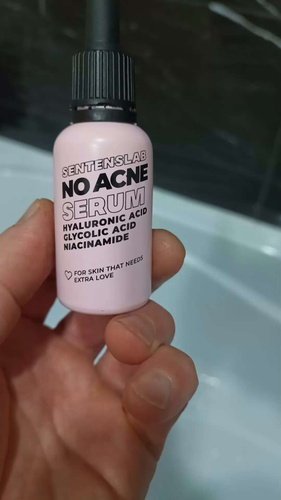 SENTENSLAB
NO ACNE
SERUM
HYALURONIC ACID
GLYCOLIC ACID
NIACINAMIDE
FOR SKIN THAT NEEDS
EXTRA LOVE